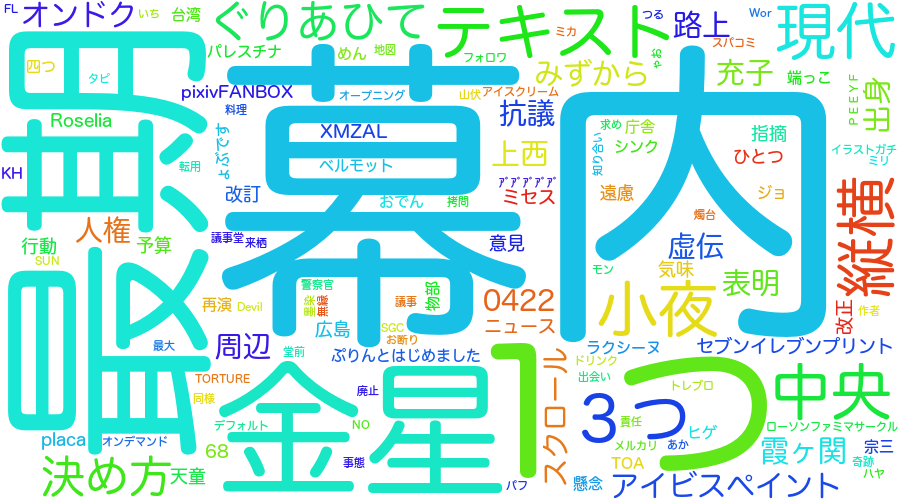 FL
オンドク
いち
台湾
ぐりあひて
テキスト
つる
路上
Wor
現代
ミカ
スパコミ
四つ
タピ
最期
パレスチナ
めん
地図
フォロワ
やお
みずから
充子
端っこ
PEEYF
出身
pixivFANBOX
オープニング
山伏
アイスクリーム
料理
Roselia
XMZAL
抗議
求め
庁舎
指摘
幕内
よぶです
ベルモット
上西
知り合い
シンク
ひとつ
イラストガチ
ミリ
KH
転用
改訂
おでん
拷問
ｱﾞｱﾞｱﾞｱﾞｱﾞ
ミセス
遠慮
ジョ
縦横
人権
燭台
行動
予算
議事堂
来栖
意見
虚伝
SUN
モン
気味
表明
警察官
物部
再演
Devil
議事
0422
小夜
改正
作者
広島
SGC
ニュース
お断り
最大
周辺
堂前
ぷりんとはじめました
ラクシーヌ
セブンイレブンプリント
1つ
ドリンク
TORTURE
金星
廃止
スクロール
出会い
トレブロ
中央
同様
3つ
デフォルト
NO
責任
ローソンファミマサークル
placa
オンデマンド
68
メルカリ
あか
ヒゲ
霞ヶ関
宗三
事態
TOA
奇跡
決め方
天童
パフ
懸念
アイビスペイント
ハヤ